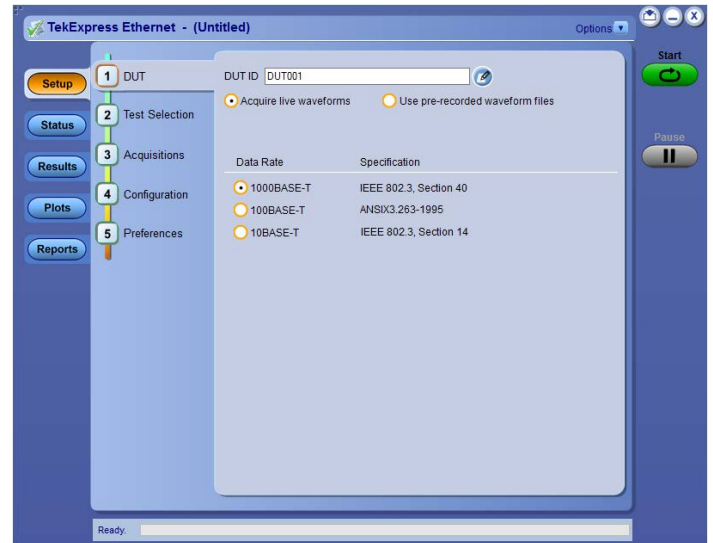 TekExpress Ethernet - (Untitled)
Options
Start
Pause
Setup
Status
Results
Plots
Reports
1 DUT
2 Test Selection
3 Acquisitions
4 Configuration
5 Preferences
DUT ID DUT001
Acquire live waveforms Use pre-recorded waveform files
Data Rate Specification
1000BASE-T IEEE 802.3, Section 40
100BASE-T ANSIX3.263-1995
10BASE-T IEEE 802.3, Section 14
Ready.